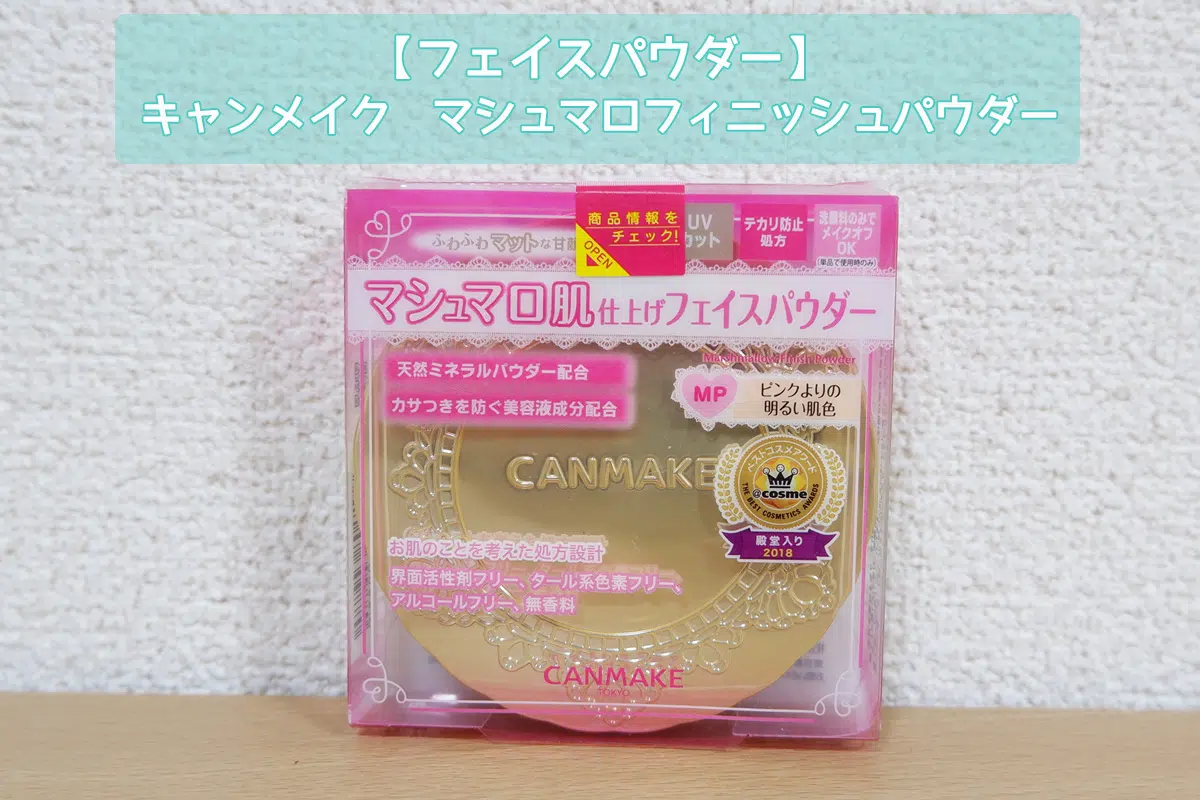 【フェイスパウダー】
キャンメイク　マシュマロフィニッシュパウダー
ふわふわマットな甘
商品情報を
チェック!
OPEN
UV
カット
テカリ防止
処方
洗顔料のみで
メイクオフ
OK
(単品で使用時のみ)
マシュマロ肌仕上げフェイスパウダー
Marshmallow Finish Powder
天然ミネラルパウダー配合
カサつきを防ぐ美容液成分配合
MP
ピンクよりの
明るい肌色
CANMAKE
ベストコスメアワード
@cosme
THE BEST COSMETICS AWARDS
殿堂入り
2018
お肌のことを考えた処方設計
界面活性剤フリー、タール系色素フリー、
アルコールフリー、無香料
CANMAKE
TOKYO